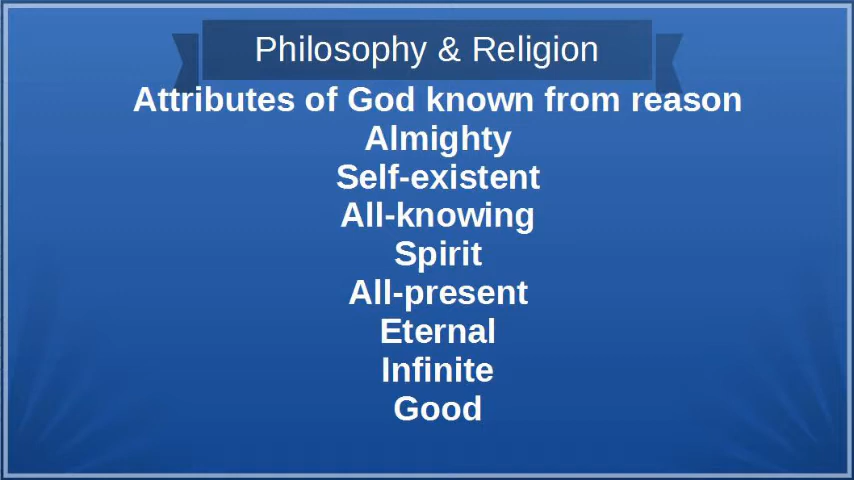 Philosophy & Religion
Attributes of God known from reason
Almighty
Self-existent
All-knowing
Spirit
All-present
Eternal
Infinite
Good